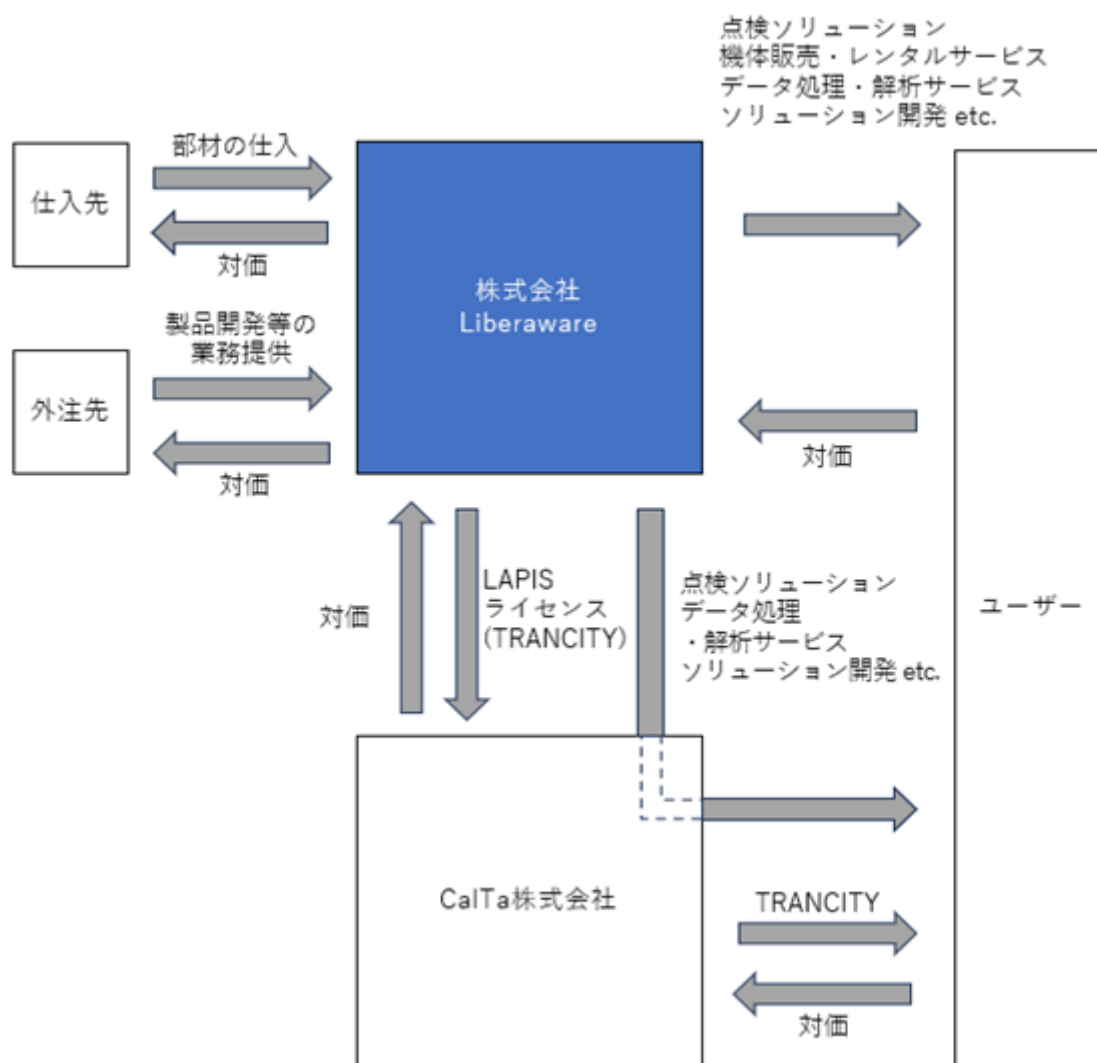 点検ソリューション
機体販売・レンタルサービス
データ処理・解析サービス
ソリューション開発 etc.
部材の仕入
仕入先
対価
株式会社
Liberaware
製品開発等の
業務提供
外注先
対価
対価
対価
LAPIS
ライセンス
(TRANCITY)
点検ソリューション
データ処理
・解析サービス
ソリューション開発 etc.
ユーザー
CalTa株式会社
TRANCITY
対価